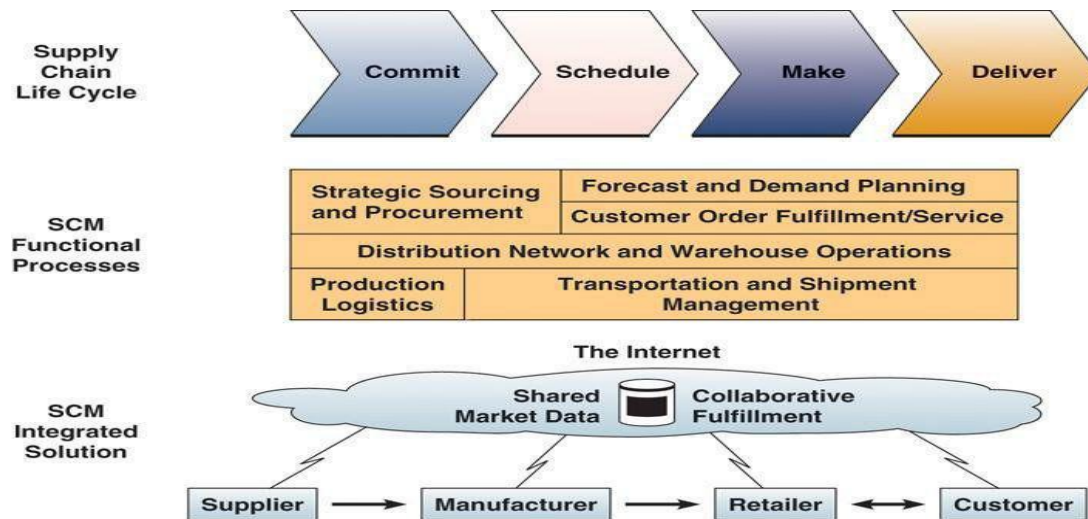 Supply
Chain
Life Cycle
Commit
Schedule
Make
Deliver
SCM
Functional
Processes
Strategic Sourcing
and Procurement
Forecast and Demand Planning
Customer Order Fulfillment/Service
Distribution Network and Warehouse Operations
Production
Logistics
Transportation and Shipment
Management
SCM
Integrated
Solution
The Internet
Shared
Market Data
Collaborative
Fulfillment
Supplier
Manufacturer
Retailer
Customer